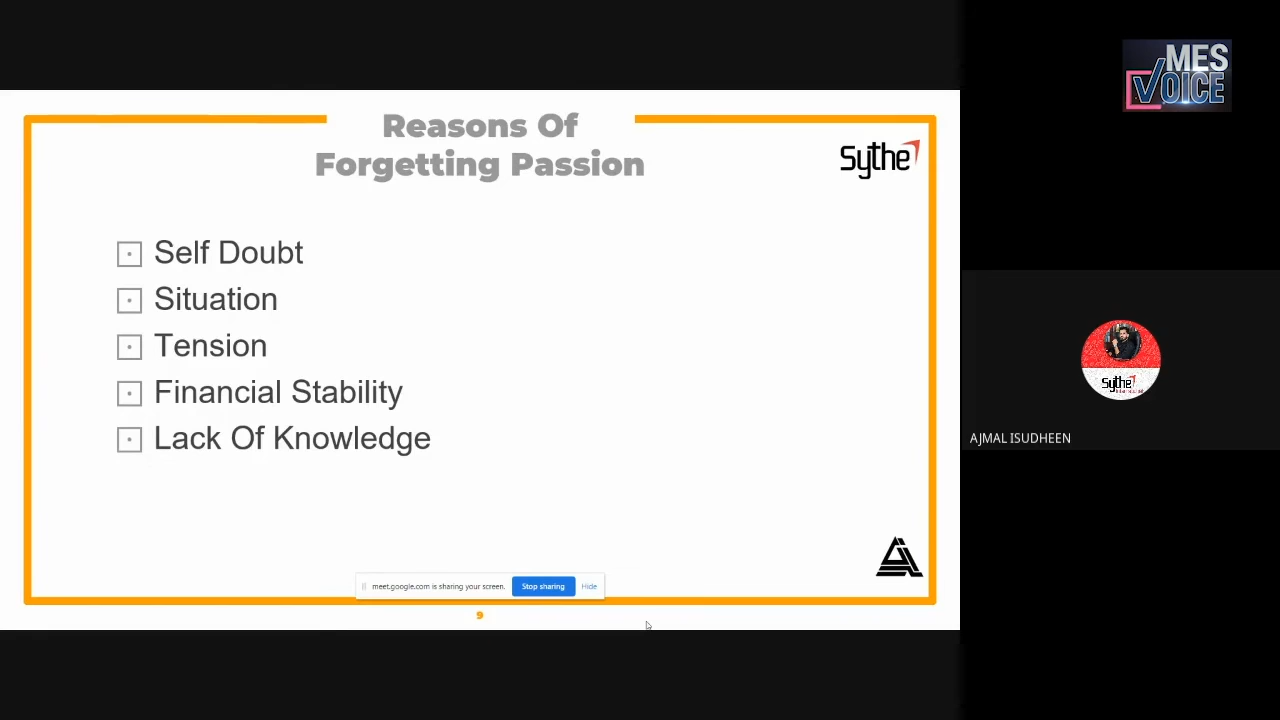 MES
VOICE
Reasons Of
Forgetting Passion
Sythe
Self Doubt
Situation
Tension
Financial Stability
Lack Of Knowledge
Sythe
AJMAL ISUDHEEN
meet.google.com is sharing your screen.
Stop sharing
Hide
9